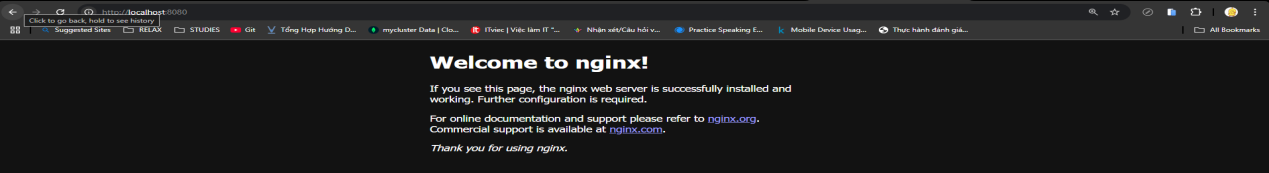 http://localhost:8080
Click to go back, hold to see history
Suggested Sites RELAX STUDIES Git Tổng Hợp Hướng D... mycluster Data | Clo... ITviec | Việc làm IT "... Nhận xét/Câu hỏi v... Practice Speaking E... Mobile Device Usag... Thực hành đánh giá... All Bookmarks
Welcome to nginx!
If you see this page, the nginx web server is successfully installed and
working. Further configuration is required.
For online documentation and support please refer to nginx.org.
Commercial support is available at nginx.com.
Thank you for using nginx.